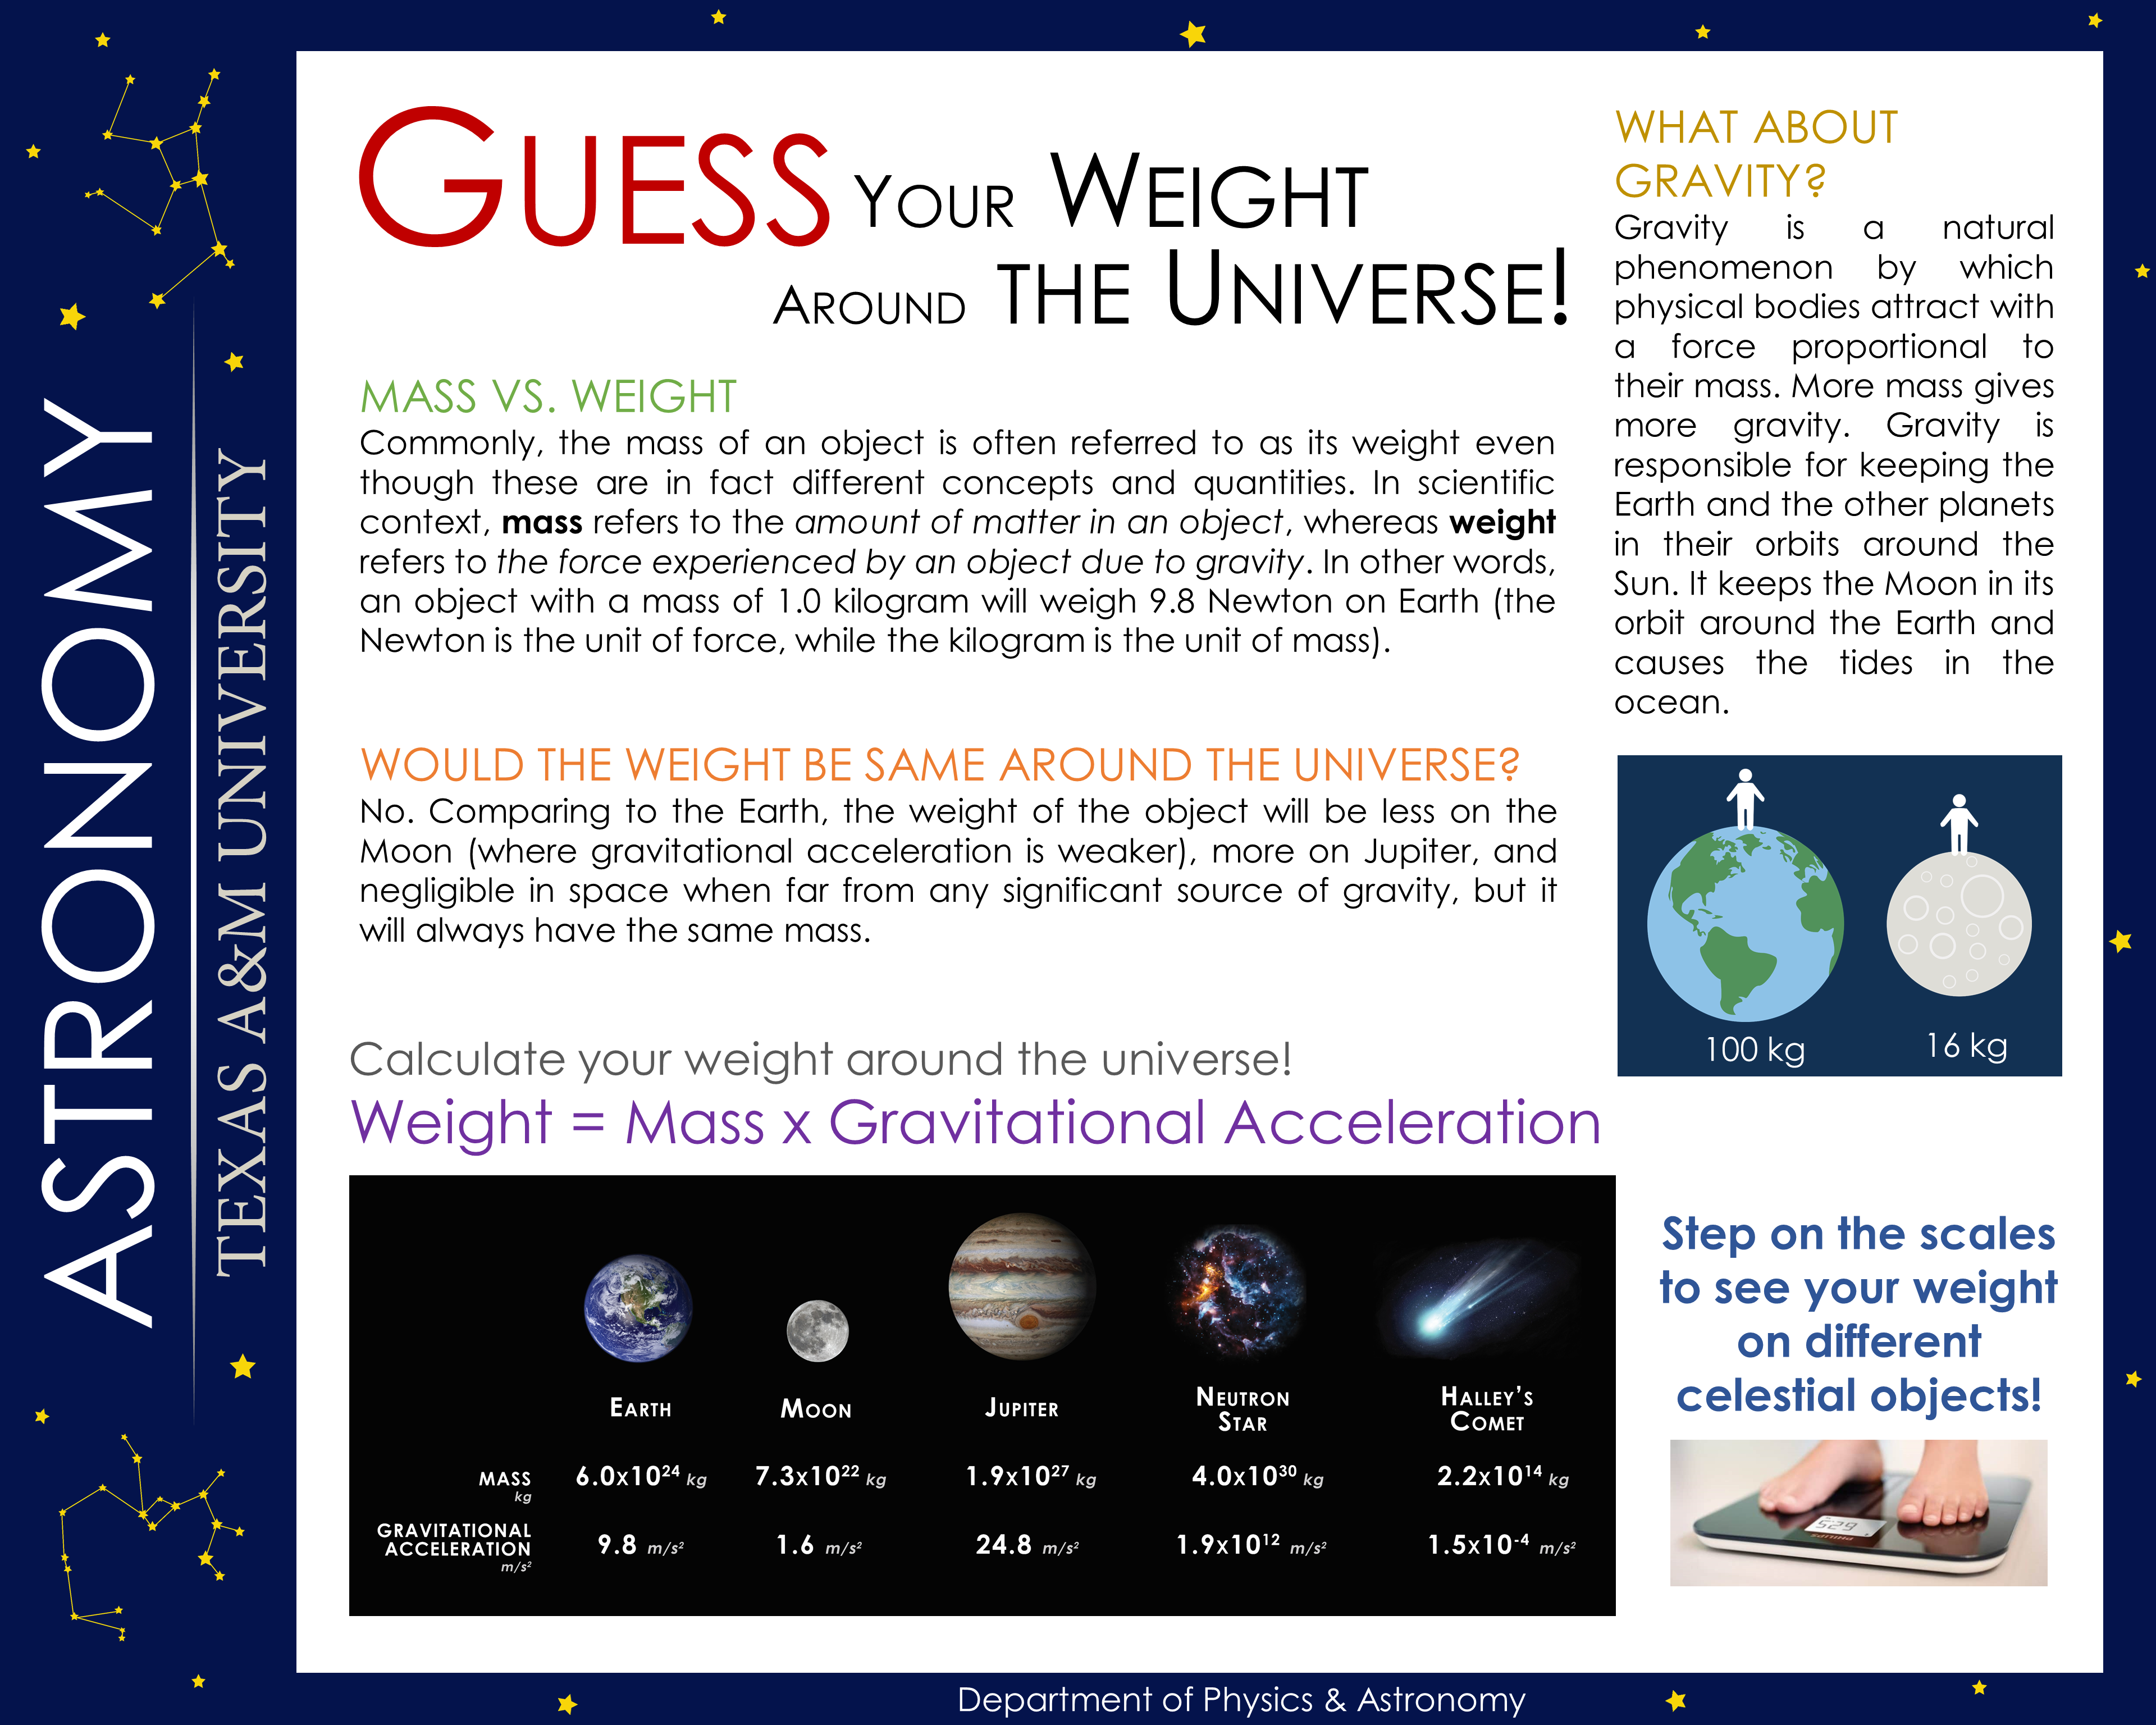 ASTRONOMY
TEXAS A&M UNIVERSITY
GUESS YOUR WEIGHT
AROUND THE UNIVERSE!
MASS VS. WEIGHT
Commonly, the mass of an object is often referred to as its weight even
though these are in fact different concepts and quantities. In scientific
context, mass refers to the amount of matter in an object, whereas weight
refers to the force experienced by an object due to gravity. In other words,
an object with a mass of 1.0 kilogram will weigh 9.8 Newton on Earth (the
Newton is the unit of force, while the kilogram is the unit of mass).
WOULD THE WEIGHT BE SAME AROUND THE UNIVERSE?
No. Comparing to the Earth, the weight of the object will be less on the
Moon (where gravitational acceleration is weaker), more on Jupiter, and
negligible in space when far from any significant source of gravity, but it
will always have the same mass.
WHAT ABOUT
GRAVITY?
Gravity is a natural
phenomenon by which
physical bodies attract with
a force proportional to
their mass. More mass gives
more gravity. Gravity is
responsible for keeping the
Earth and the other planets
in their orbits around the
Sun. It keeps the Moon in its
orbit around the Earth and
causes the tides in the
ocean.
100 kg 16 kg
Calculate your weight around the universe!
Weight = Mass x Gravitational Acceleration
EARTH MOON JUPITER NEUTRON STAR HALLEY'S COMET
MASS kg 6.0x10²⁴ kg 7.3x10²² kg 1.9x10²⁷ kg 4.0x10³⁰ kg 2.2x10¹⁴ kg
GRAVITATIONAL ACCELERATION m/s² 9.8 m/s² 1.6 m/s² 24.8 m/s² 1.9x10¹² m/s² 1.5x10⁻⁴ m/s²
Step on the scales
to see your weight
on different
celestial objects!
529
PHILIPS
Department of Physics & Astronomy